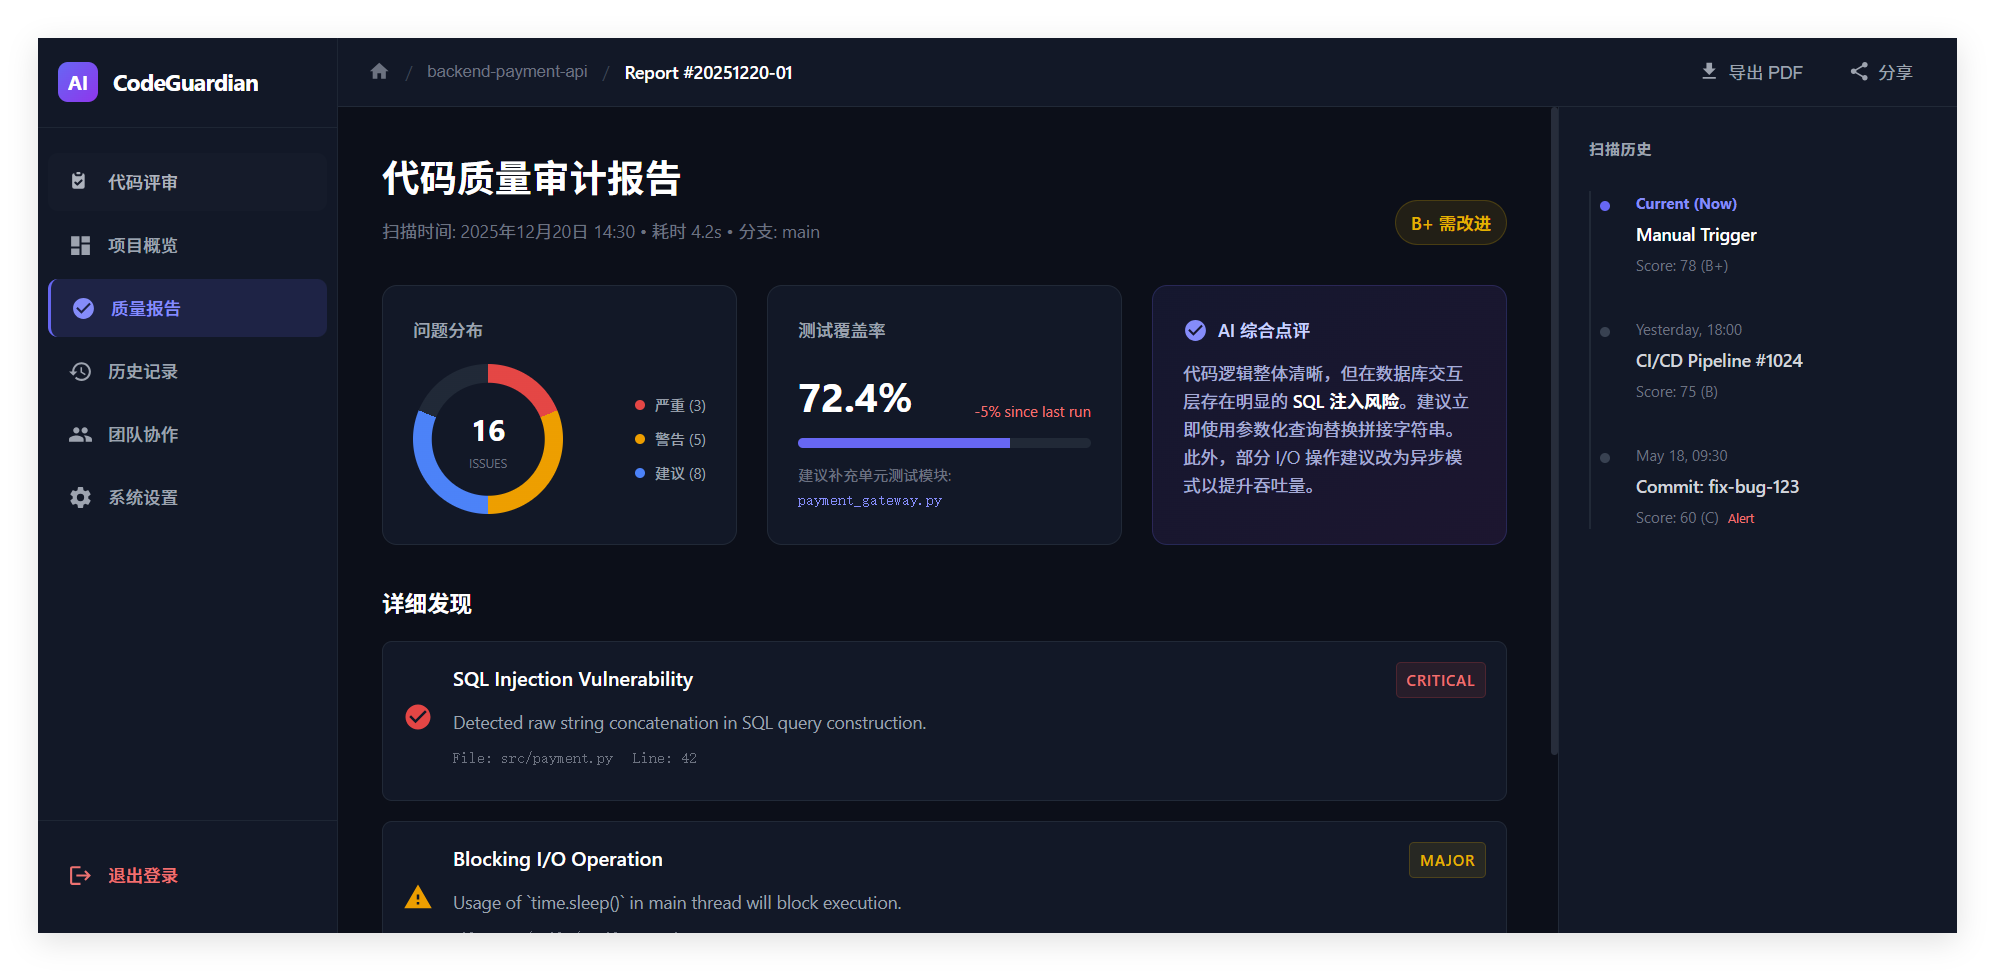 AI CodeGuardian
代码评审
项目概览
质量报告
历史记录
团队协作
系统设置
退出登录
/ backend-payment-api / Report #20251220-01
导出 PDF
分享
代码质量审计报告
扫描时间: 2025年12月20日 14:30 • 耗时 4.2s • 分支: main
B+ 需改进
问题分布
16
ISSUES
严重 (3)
警告 (5)
建议 (8)
测试覆盖率
72.4%
-5% since last run
建议补充单元测试模块:
payment_gateway.py
AI 综合点评
代码逻辑整体清晰，但在数据库交互
层存在明显的 SQL 注入风险。建议立
即使用参数化查询替换拼接字符串。
此外，部分 I/O 操作建议改为异步模
式以提升吞吐量。
详细发现
SQL Injection Vulnerability
CRITICAL
Detected raw string concatenation in SQL query construction.
File: src/payment.py Line: 42
Blocking I/O Operation
MAJOR
Usage of `time.sleep()` in main thread will block execution.
扫描历史
Current (Now)
Manual Trigger
Score: 78 (B+)
Yesterday, 18:00
CI/CD Pipeline #1024
Score: 75 (B)
May 18, 09:30
Commit: fix-bug-123
Score: 60 (C) Alert